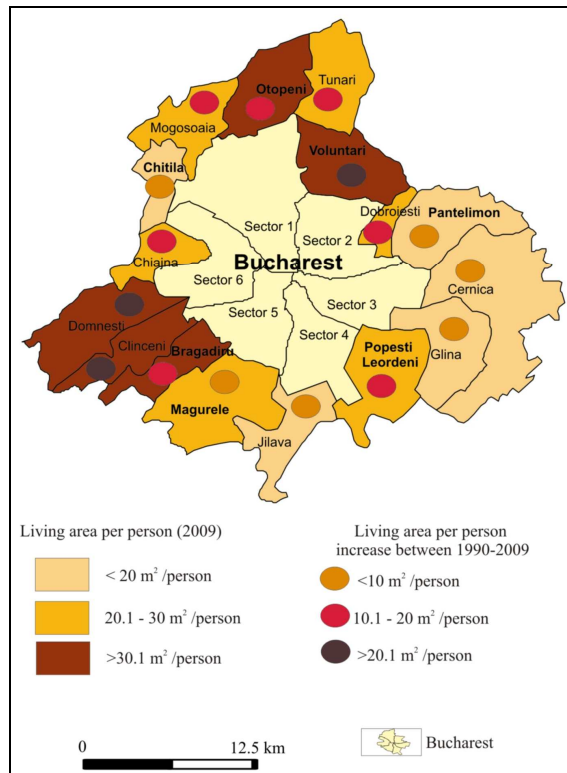 Otopeni
Tunari
Mogosoaia
Voluntari
Chitila
Dobroiesti
Pantelimon
Sector 1
Sector 2
Chiajna
Bucharest
Sector 6
Cernica
Sector 3
Domnesti
Sector 5
Sector 4
Clinceni
Bragadiru
Popesti
Leordeni
Glina
Magurele
Jilava
Living area per person (2009)
< 20 m² /person
20.1 - 30 m² /person
>30.1 m² /person
Living area per person
increase between 1990-2009
<10 m² /person
10.1 - 20 m² /person
>20.1 m² /person
0 12.5 km
Bucharest